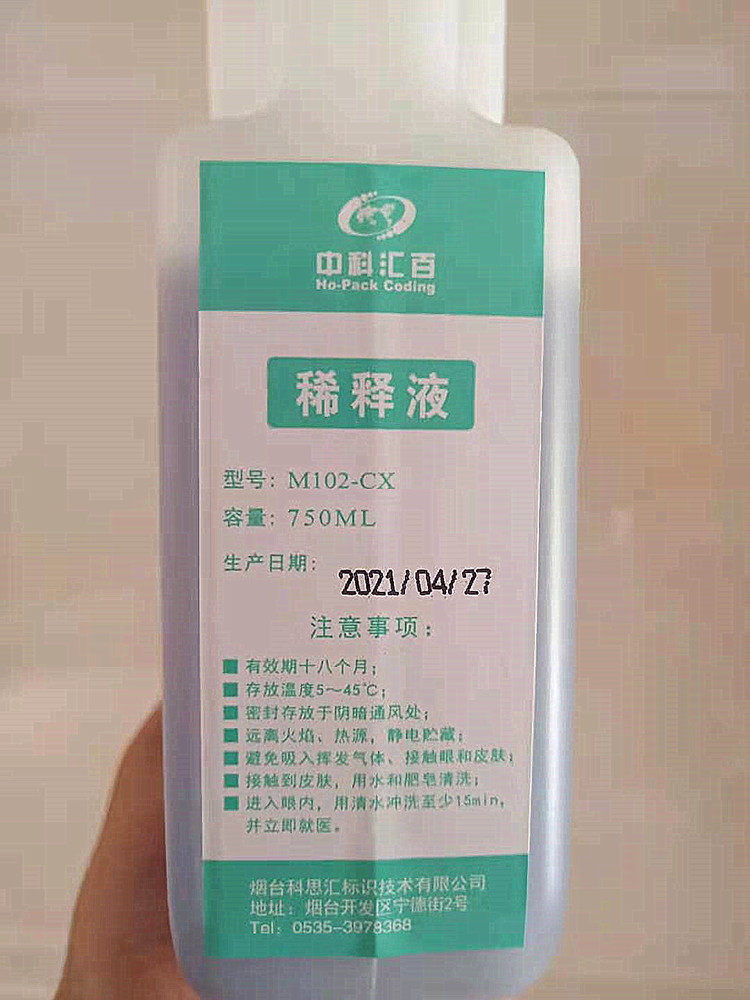 中科汇百
Ho-Pack Coding
稀释液
型号：M102-CX
容量：750ML
生产日期：2021/04/27
注意事项：
■ 有效期十八个月；
■ 存放温度5～45℃；
■ 密封存放于阴暗通风处；
■ 远离火焰、热源，静电贮藏；
■ 避免吸入挥发气体、接触眼和皮肤；
■ 接触到皮肤，用水和肥皂清洗；
■ 进入眼内，用清水冲洗至少15min，
并立即就医。
烟台科思汇标识技术有限公司
地址：烟台开发区宁德街2号
Tel：0535-3978368